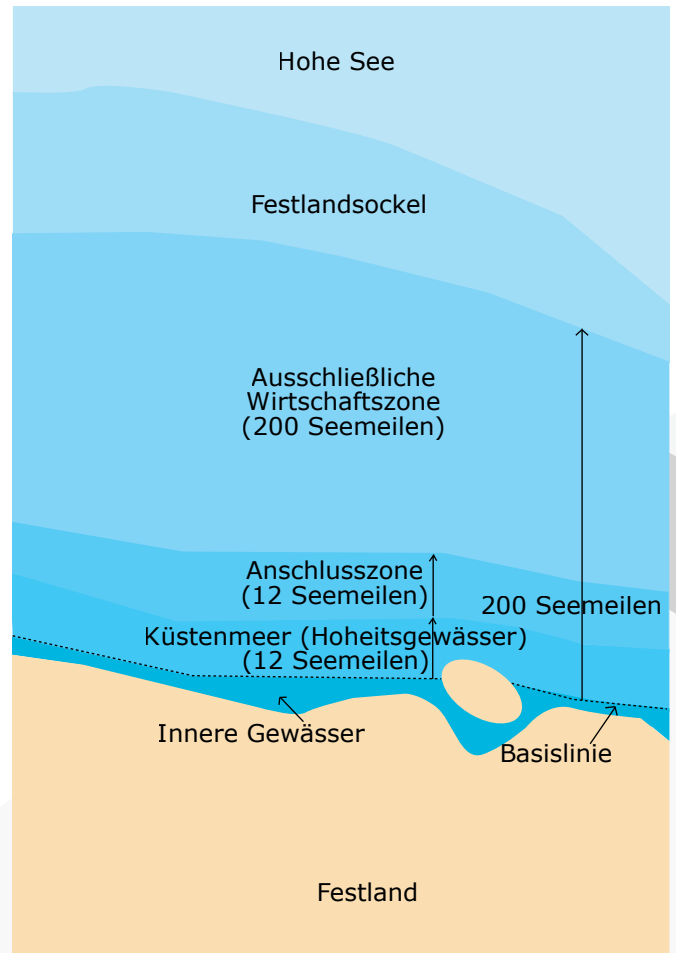 Hohe See
Festlandsockel
Ausschließliche
Wirtschaftszone
(200 Seemeilen)
Anschlusszone
(12 Seemeilen)
200 Seemeilen
Küstenmeer (Hoheitsgewässer)
(12 Seemeilen)
Innere Gewässer
Basislinie
Festland